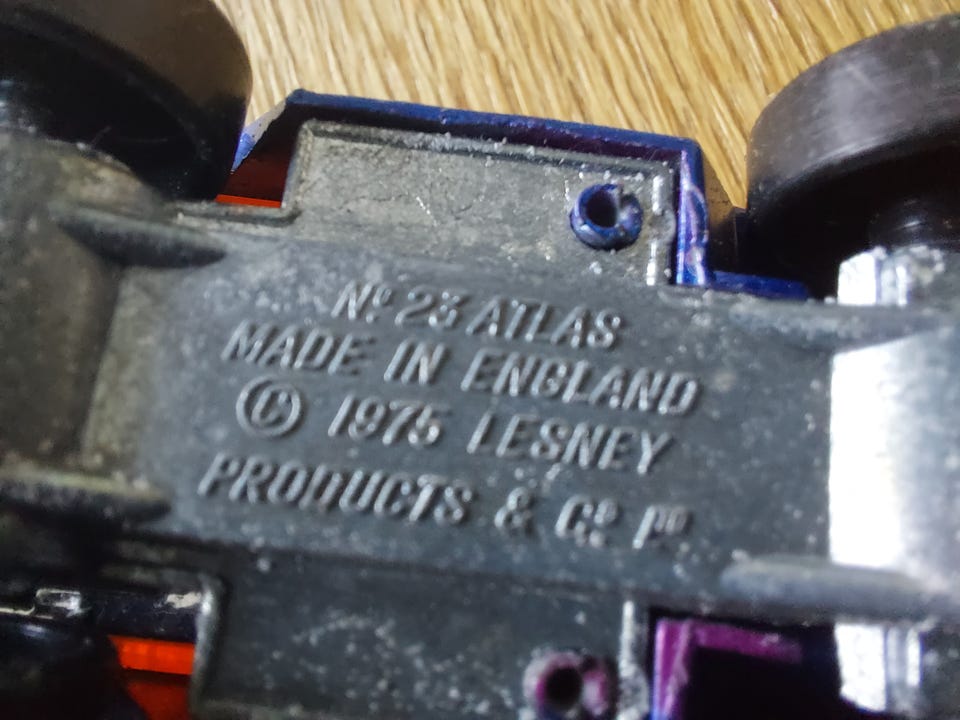 Nº 23 ATLAS
MADE IN ENGLAND
© 1975 LESNEY
PRODUCTS & Cº LTD